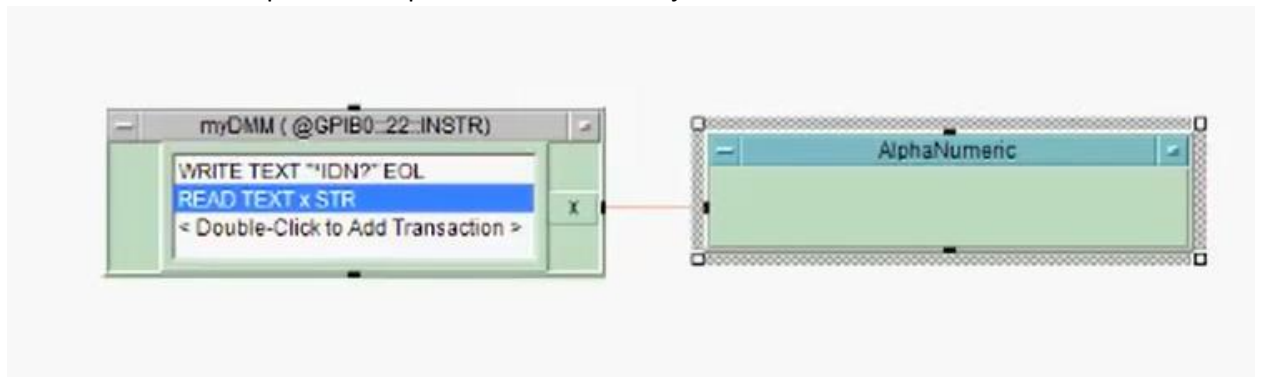 myDMM ( @GPIB0::22::INSTR)
WRITE TEXT "*IDN?" EOL
READ TEXT x STR
< Double-Click to Add Transaction >
X
AlphaNumeric